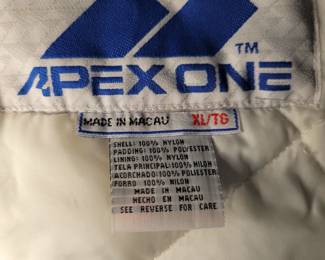 TM
APEX ONE
MADE IN MACAU XL/TG
SHELL: 100% NYLON
PADDING: 100% POLYESTER
LINING: 100% NYLON
TELA PRINCIPAL: 100% NILON
ACORCHADO: 100% POLIESTER
FORRO 100% NILON
MADE IN MACAU
HECHO EN MACAU
SEE REVERSE FOR CARE.